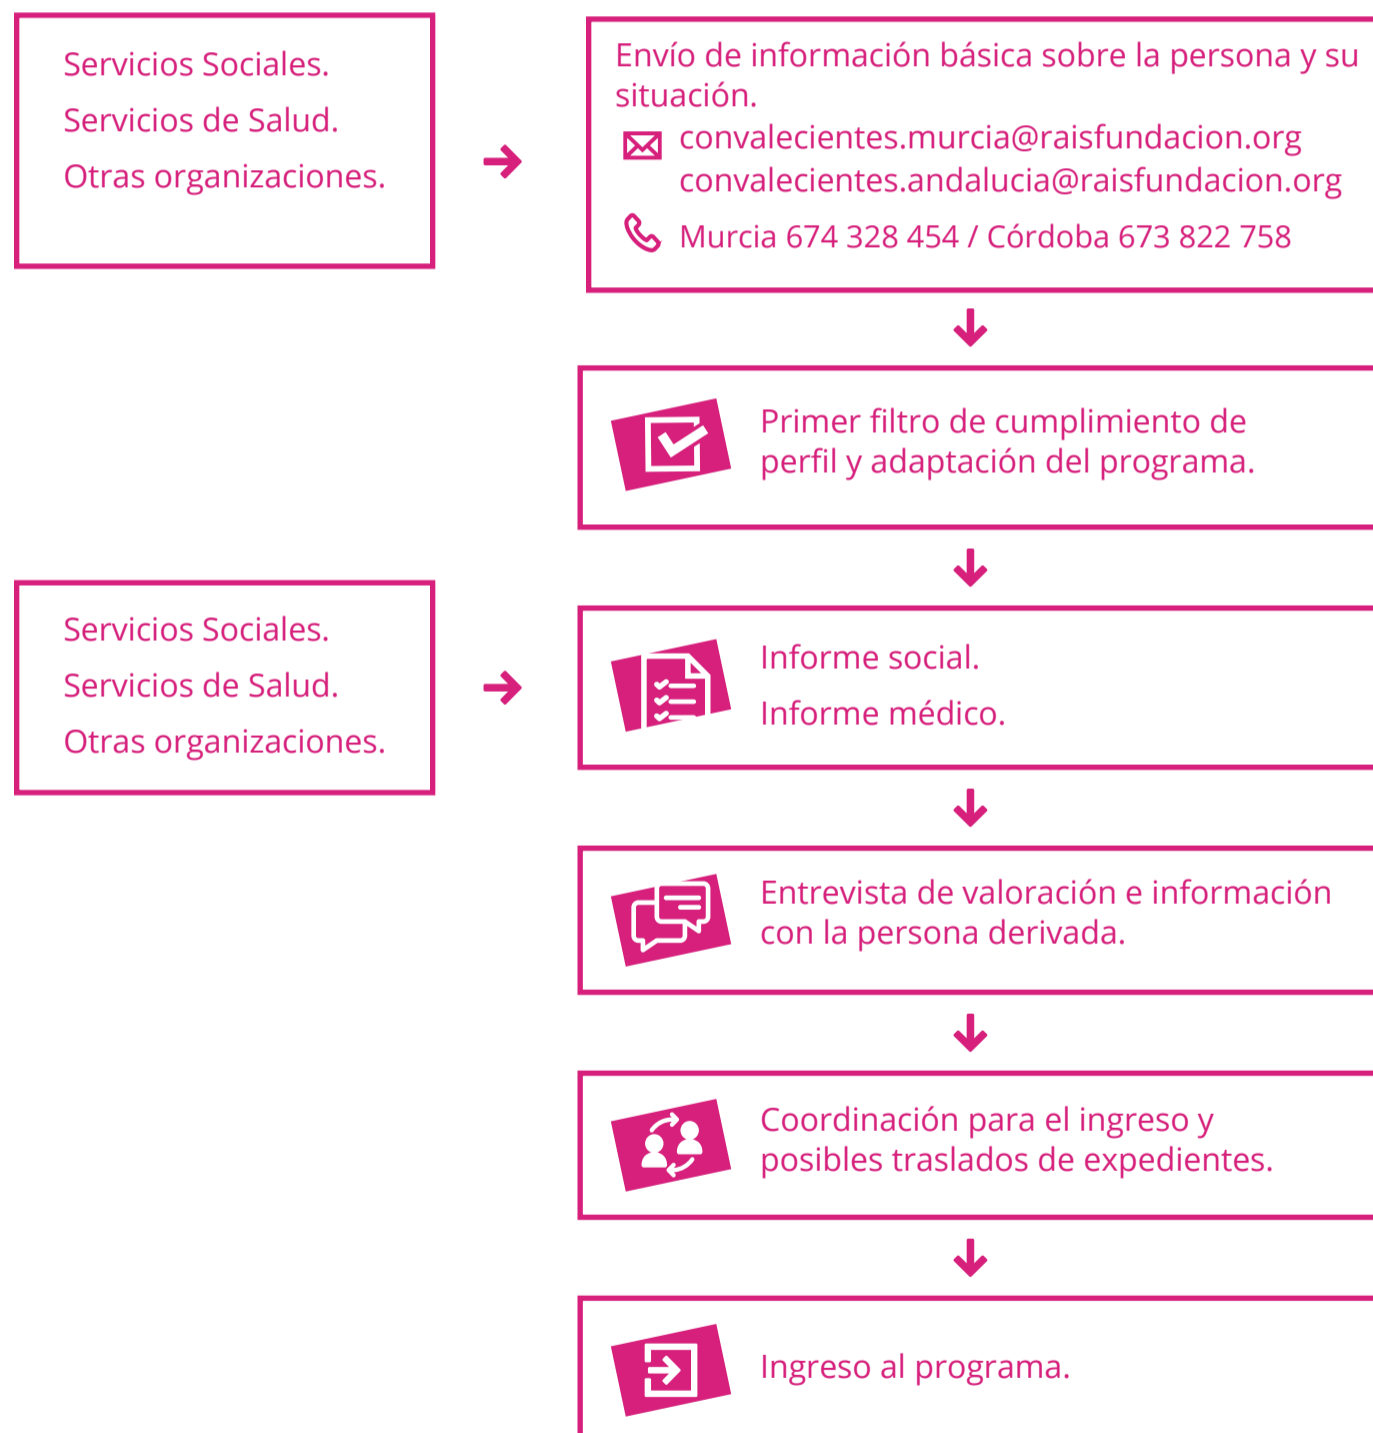 Servicios Sociales.
Servicios de Salud.
Otras organizaciones.
Envío de información básica sobre la persona y su
situación.
convalecientes.murcia@raisfundacion.org
convalecientes.andalucia@raisfundacion.org
Murcia 674 328 454 / Córdoba 673 822 758
Primer filtro de cumplimiento de
perfil y adaptación del programa.
Servicios Sociales.
Servicios de Salud.
Otras organizaciones.
Informe social.
Informe médico.
Entrevista de valoración e información
con la persona derivada.
Coordinación para el ingreso y
posibles traslados de expedientes.
Ingreso al programa.